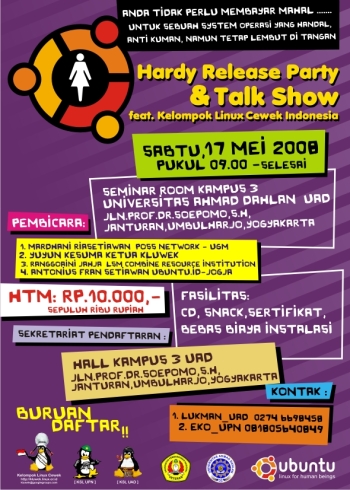 ANDA TIDAK PERLU MEMBAYAR MAHAL .......
UNTUK SEBUAH SYSTEM OPERASI YANG HANDAL,
ANTI KUMAN, NAMUN TETAP LEMBUT DI TANGAN
Hardy Release Party
& Talk Show
feat. Kelompok Linux Cewek Indonesia
SABTU, 17 MEI 2008
PUKUL 09.00 -SELESAI
SEMINAR ROOM KAMPUS 3
UNIVERSITAS AHMAD DAHLAN UAD
JLN.PROF.DR.SOEPOMO,S.H,
JANTURAN,UMBULHARJO,YOGYAKARTA
PEMBICARA:
1. MARDHANI RIASETIAWAN POSS NETWORK - UGM
2. YUYUN KESUMA KETUA KLUWEK
3. RANGGOAINI JAHJA LSM COMBINE RESOURCE INSTITUTION
4. ANTONIUS FRAN SETIAWAN UBUNTU.ID-JOGJA
HTM: RP.10.000,-
SEPULUH RIBU RUPIAH
FASILITAS:
CD, SNACK,SERTIFIKAT,
BEBAS BIAYA INSTALASI
SEKRETARIAT PENDAFTARAN :
HALL KAMPUS 3 UAD
JLN.PROF.DR.SOEPOMO,S.H,
JANTURAN,UMBULHARJO,YOGYAKARTA
KONTAK :
1. LUKMAN_UAD 0274 6698458
2. EKO_UPN 081805640849
BURUAN
DAFTAR!!
Kelompok Linux Cewek
[ KSL UPN ]
[ KSL UAD ]
ubuntu
linux for human beings